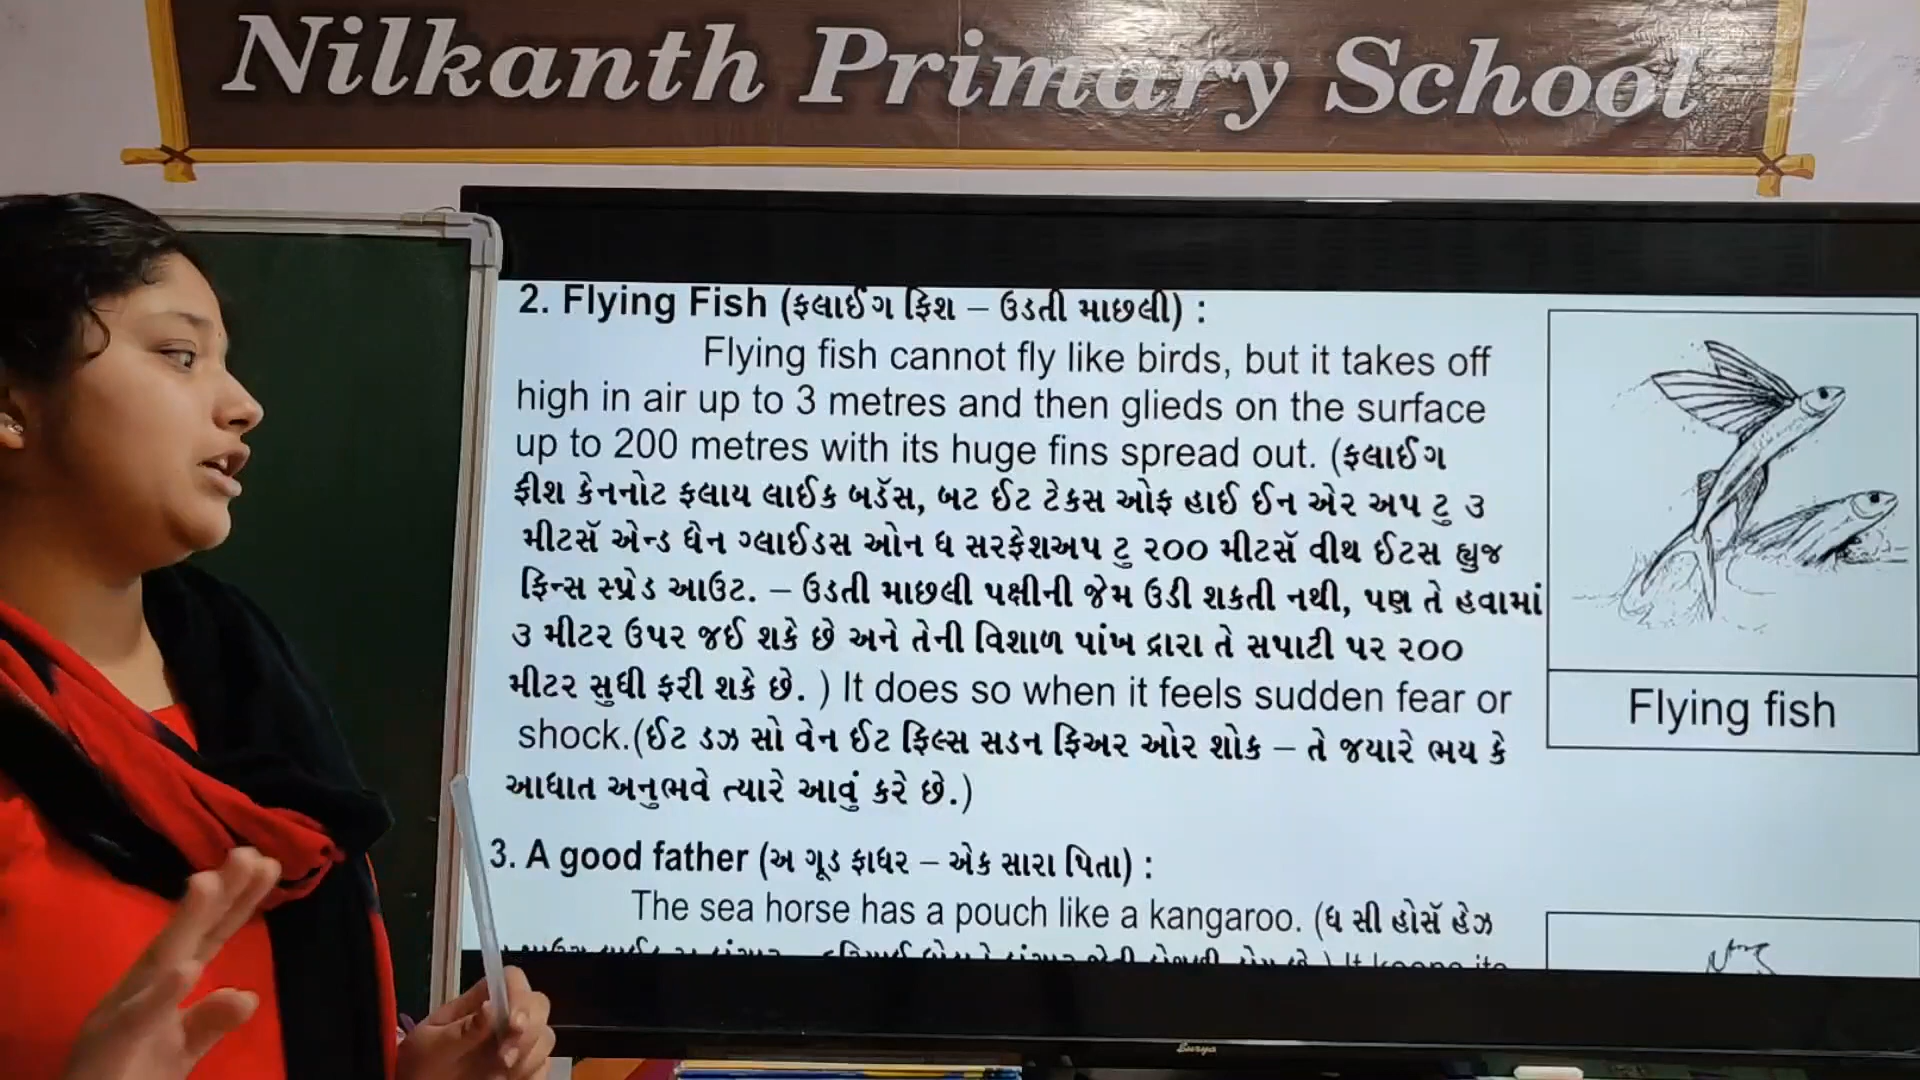 Nilkanth Primary School
2. Flying Fish (ફલાઈંગ ફિશ – ઉડતી માછલી) :
Flying fish cannot fly like birds, but it takes off
high in air up to 3 metres and then glieds on the surface
up to 200 metres with its huge fins spread out. (ફલાઈંગ
ફીશ કેનનોટ ફલાય લાઈક બર્ડસ, બટ ઈટ ટેકસ ઓફ હાઈ ઈન એર અપ ટુ ૩
મીટર્સ એન્ડ ધૅન ગ્લાઈડસ ઓન ધ સરફેશઅપ ટુ ૨૦૦ મીટર્સ વીથ ઈટસ હ્યુજ
ફિન્સ સ્પ્રેડ આઉટ. – ઉડતી માછલી પક્ષીની જેમ ઉડી શકતી નથી, પણ તે હવામાં
૩ મીટર ઉપર જઈ શકે છે અને તેની વિશાળ પાંખ દ્રારા તે સપાટી પર ૨૦૦
મીટર સુધી ફરી શકે છે. ) It does so when it feels sudden fear or
shock.(ઈટ ડઝ સો વેન ઈટ ફિલ્સ સડન ફિઅર ઓર શોક – તે જયારે ભય કે
આધાત અનુભવે ત્યારે આવું કરે છે.)
Flying fish
3. A good father (અ ગૂડ ફાધર – એક સારા પિતા) :
The sea horse has a pouch like a kangaroo. (ધ સી હોર્સ હેઝ
It keeps its
Surya